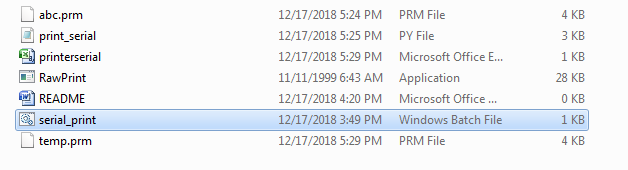 abc.prm 12/17/2018 5:24 PM PRM File 4 KB
print_serial 12/17/2018 5:25 PM PY File 3 KB
printerserial 12/17/2018 5:29 PM Microsoft Office E... 1 KB
RawPrint 11/11/1999 6:43 AM Application 28 KB
README 12/17/2018 4:20 PM Microsoft Office ... 0 KB
serial_print 12/17/2018 3:49 PM Windows Batch File 1 KB
temp.prm 12/17/2018 5:29 PM PRM File 4 KB